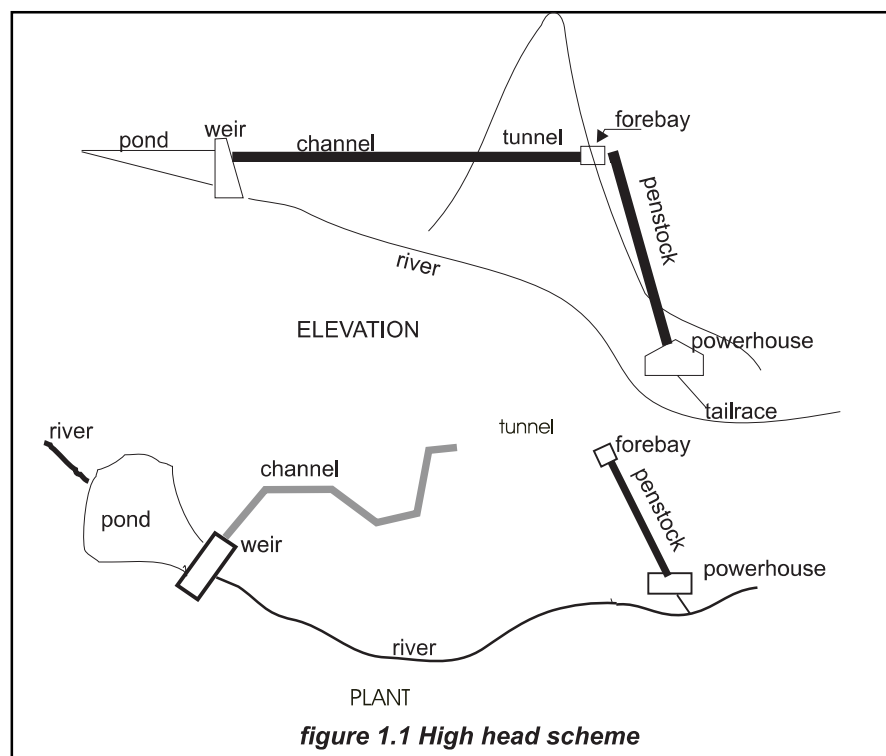 pond
weir
channel
tunnel
forebay
penstock
river
ELEVATION
powerhouse
tailrace
river
pond
channel
weir
tunnel
forebay
penstock
powerhouse
river
PLANT
figure 1.1 High head scheme